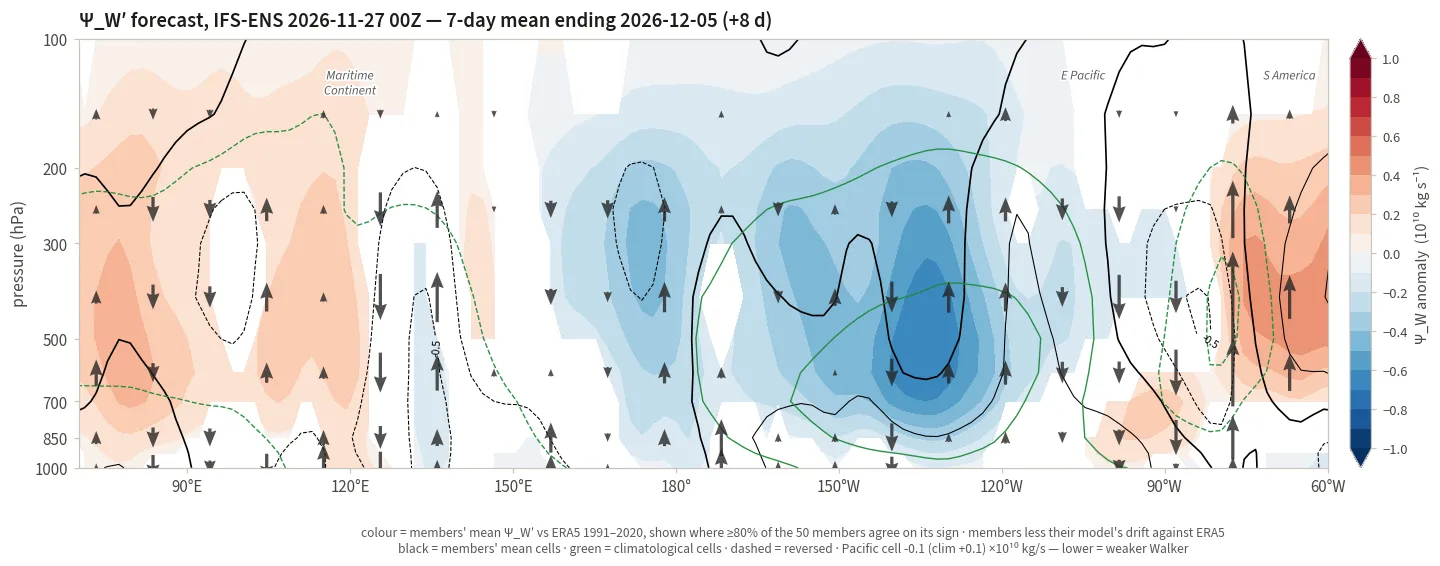 Ψ_W′ forecast, IFS-ENS 2026-11-27 00Z — 7-day mean ending 2026-12-05 (+8 d)
100
200
300
400
500
700
850
1000
pressure (hPa)
Maritime
Continent
E Pacific
S America
0.5
0.5
90°E
120°E
150°E
180°
150°W
120°W
90°W
60°W
1.0
0.8
0.6
0.4
0.2
0.0
−0.2
−0.4
−0.6
−0.8
−1.0
Ψ_W anomaly (10¹⁰ kg s⁻¹)
colour = members' mean Ψ_W′ vs ERA5 1991–2020, shown where ≥80% of the 50 members agree on its sign · members less their model's drift against ERA5
black = members' mean cells · green = climatological cells · dashed = reversed · Pacific cell -0.1 (clim +0.1) ×10¹⁰ kg/s — lower = weaker Walker